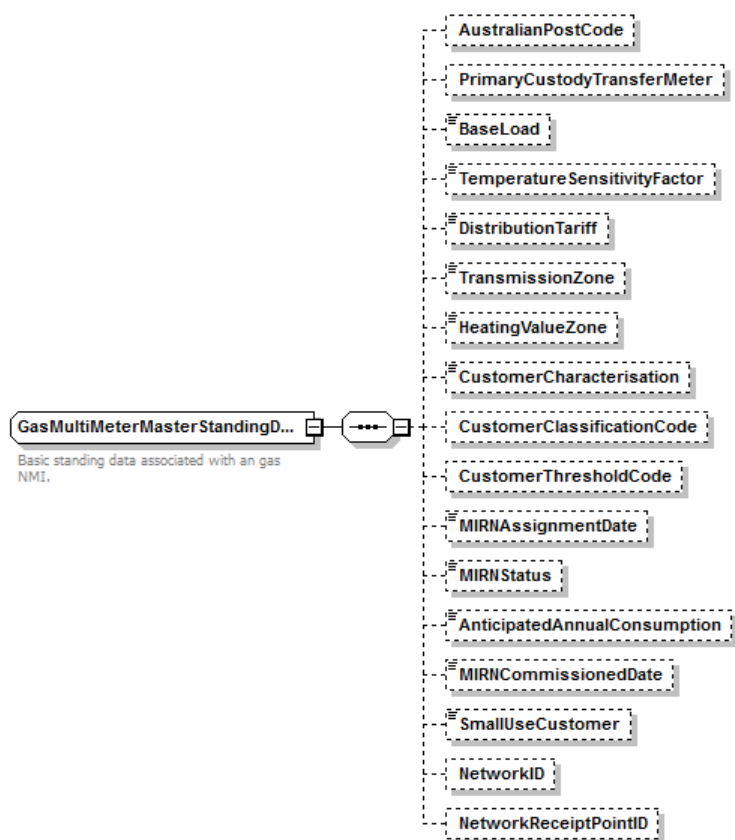 AustralianPostCode
PrimaryCustodyTransferMeter
BaseLoad
TemperatureSensitivityFactor
DistributionTariff
TransmissionZone
HeatingValueZone
CustomerCharacterisation
GasMultiMeterMasterStandingD...
Basic standing data associated with an gas
NMI.
CustomerClassificationCode
CustomerThresholdCode
MIRNAssignmentDate
MIRNStatus
AnticipatedAnnualConsumption
MIRNCommissionedDate
SmallUseCustomer
NetworkID
NetworkReceiptPointID